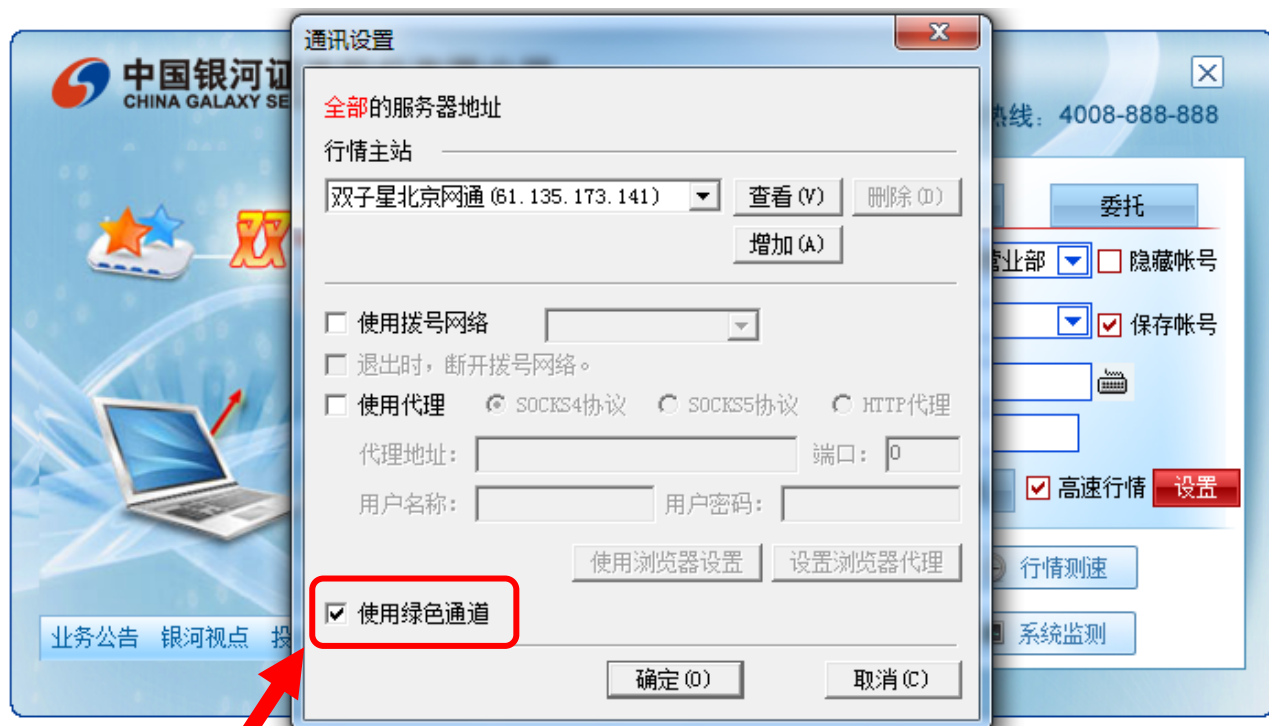 通讯设置
中国银河证
CHINA GALAXY SE
热线: 4008-888-888
全部的服务器地址
行情主站
双子星北京网通(61.135.173.141)
查看(V)
删除(D)
增加(A)
委托
双
营业部
隐藏帐号
使用拨号网络
保存帐号
退出时,断开拨号网络。
使用代理
SOCKS4协议
SOCKS5协议
HTTP代理
代理地址:
端口:
0
高速行情
设置
用户名称:
用户密码:
使用浏览器设置
设置浏览器代理
行情测速
使用绿色通道
业务公告 银河视点 投
系统监测
确定(O)
取消(C)